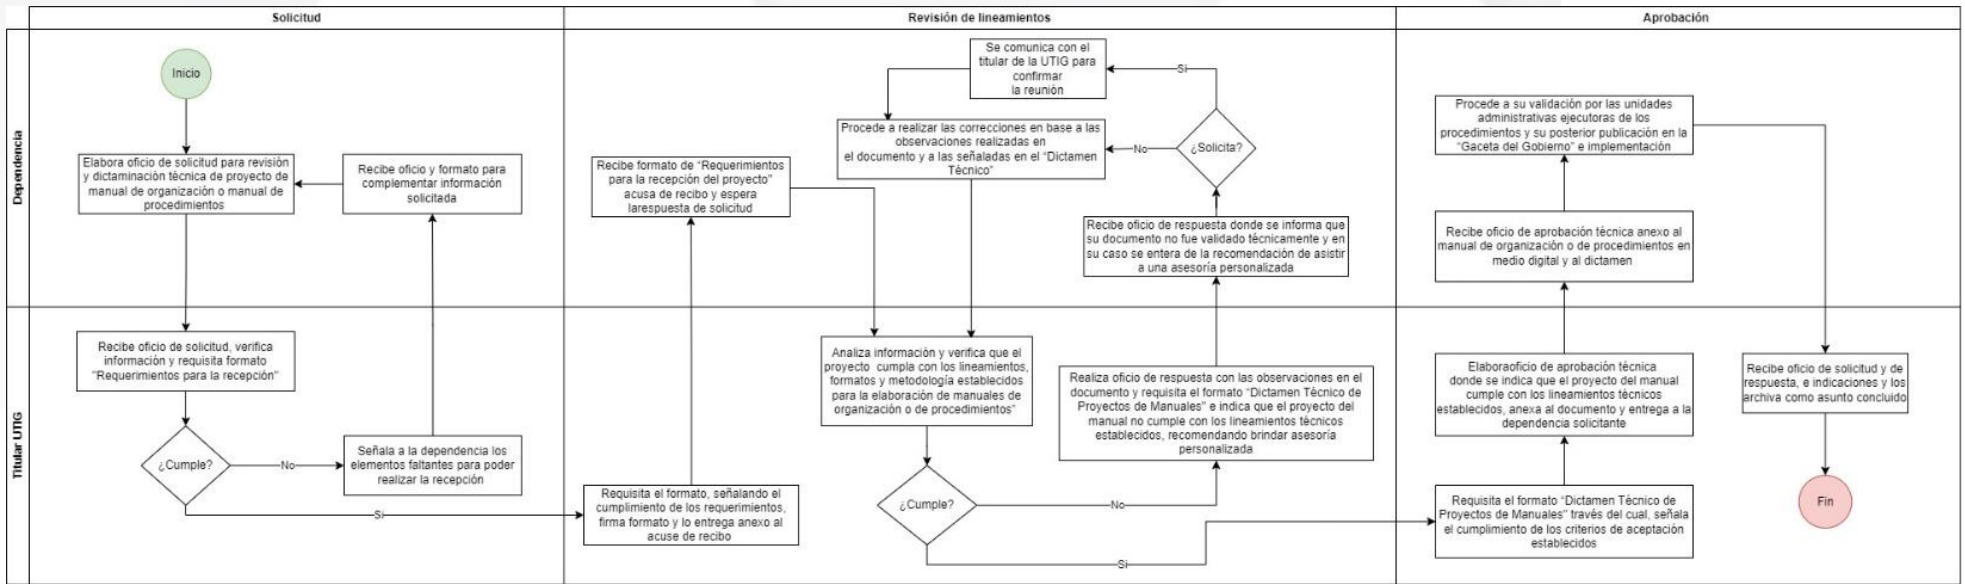 Solicitud
Revisión de lineamientos
Aprobación
Dependencia
Inicio
Elabora oficio de solicitud para revisión
y dictaminación técnica de proyecto de
manual de organización o manual de
procedimientos
Recibe oficio y formato para
complementar información
solicitada
Recibe formato de "Requerimientos
para la recepción del proyecto"
acusa de recibo y espera
larespuesta de solicitud
Se comunica con el
titular de la UTIG para
confirmar
la reunión
Si
Procede a realizar las correcciones en base a las
observaciones realizadas en
el documento y a las señaladas en el "Dictamen
Técnico"
No
¿Solicita?
Recibe oficio de respuesta donde se informa que
su documento no fue validado técnicamente y en
su caso se entera de la recomendación de asistir
a una asesoría personalizada
Procede a su validación por las unidades
administrativas ejecutoras de los
procedimientos y su posterior publicación en la
"Gaceta del Gobierno" e implementación
Recibe oficio de aprobación técnica anexo al
manual de organización o de procedimientos en
medio digital y al dictamen
Titular UTIG
Recibe oficio de solicitud, verifica
información y requisita formato
"Requerimientos para la recepción"
¿Cumple?
No
Señala a la dependencia los
elementos faltantes para poder
realizar la recepción
Si
Requisita el formato, señalando el
cumplimiento de los requerimientos,
firma formato y lo entrega anexo al
acuse de recibo
Analiza información y verifica que el
proyecto cumpla con los lineamientos,
formatos y metodología establecidos
para la elaboración de manuales de
organización o de procedimientos"
¿Cumple?
No
Si
Realiza oficio de respuesta con las observaciones en el
documento y requisita el formato "Dictamen Técnico de
Proyectos de Manuales" e indica que el proyecto del
manual no cumple con los lineamientos técnicos
establecidos, recomendando brindar asesoría
personalizada
Elaboraoficio de aprobación técnica
donde se indica que el proyecto del manual
cumple con los lineamientos técnicos
establecidos, anexa al documento y entrega a la
dependencia solicitante
Requisita el formato "Dictamen Técnico de
Proyectos de Manuales" través del cual, señala
el cumplimiento de los criterios de aceptación
establecidos
Recibe oficio de solicitud y de
respuesta, e indicaciones y los
archiva como asunto concluido
Fin